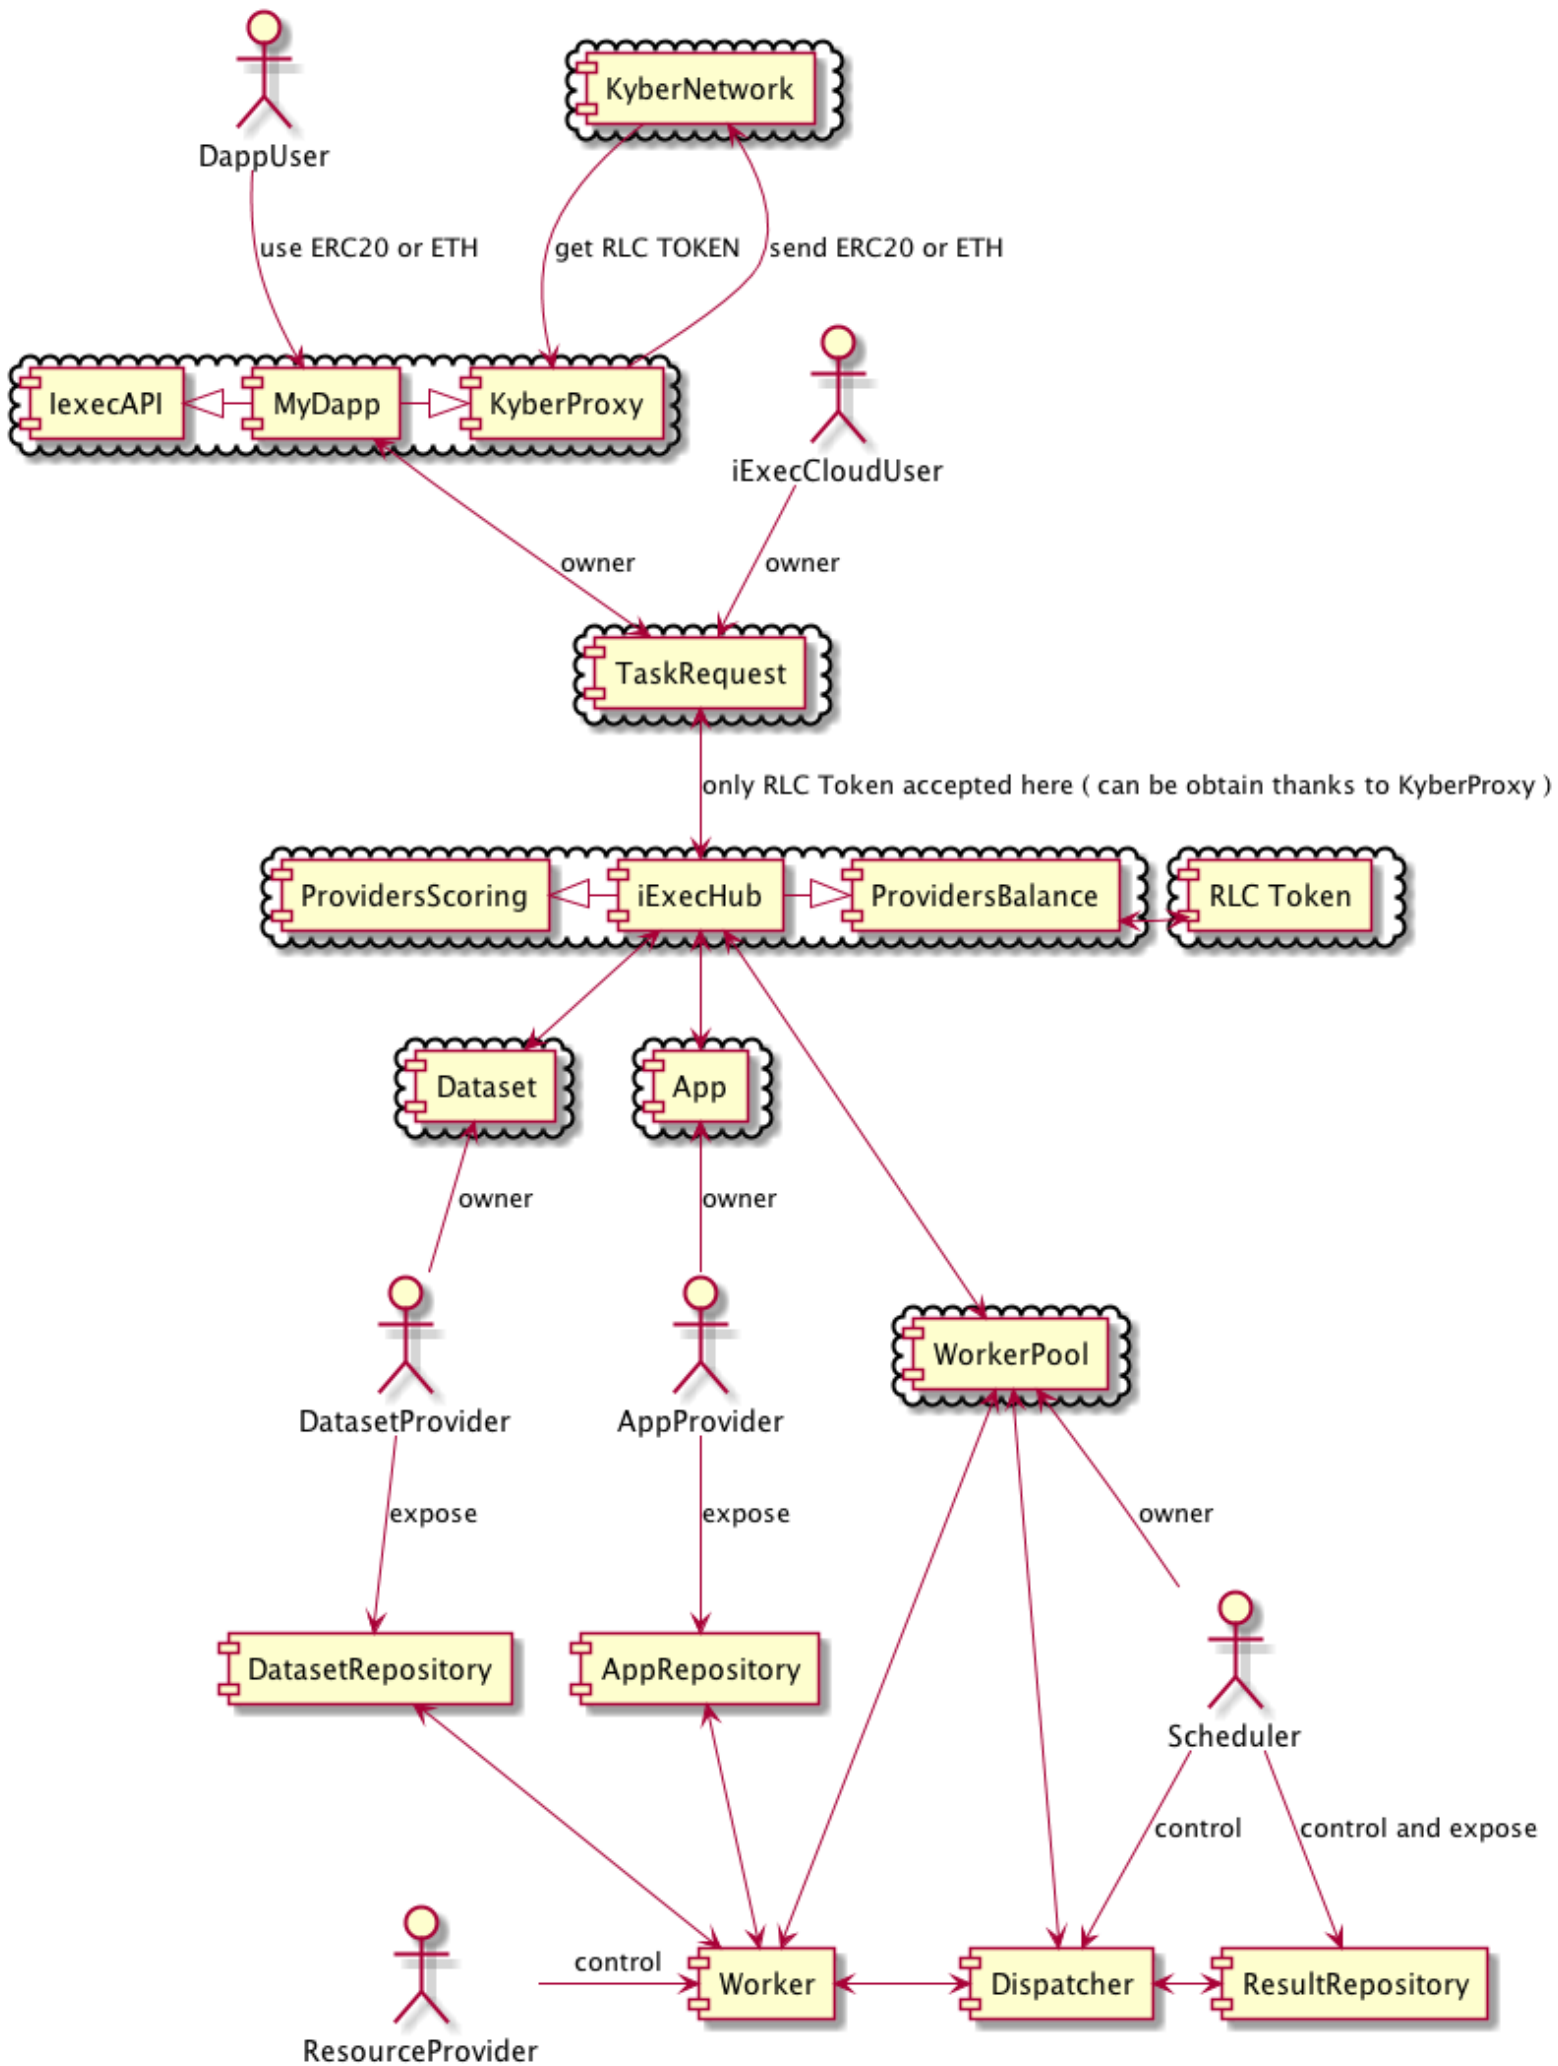 KyberNetwork
DappUser
use ERC20 or ETH
get RLC TOKEN
send ERC20 or ETH
IexecAPI
MyDapp
KyberProxy
iExecCloudUser
owner
owner
TaskRequest
only RLC Token accepted here ( can be obtain thanks to KyberProxy )
ProvidersScoring
iExecHub
ProvidersBalance
RLC Token
Dataset
App
owner
owner
WorkerPool
DatasetProvider
AppProvider
expose
expose
owner
DatasetRepository
AppRepository
Scheduler
control
control and expose
control
Worker
Dispatcher
ResultRepository
ResourceProvider